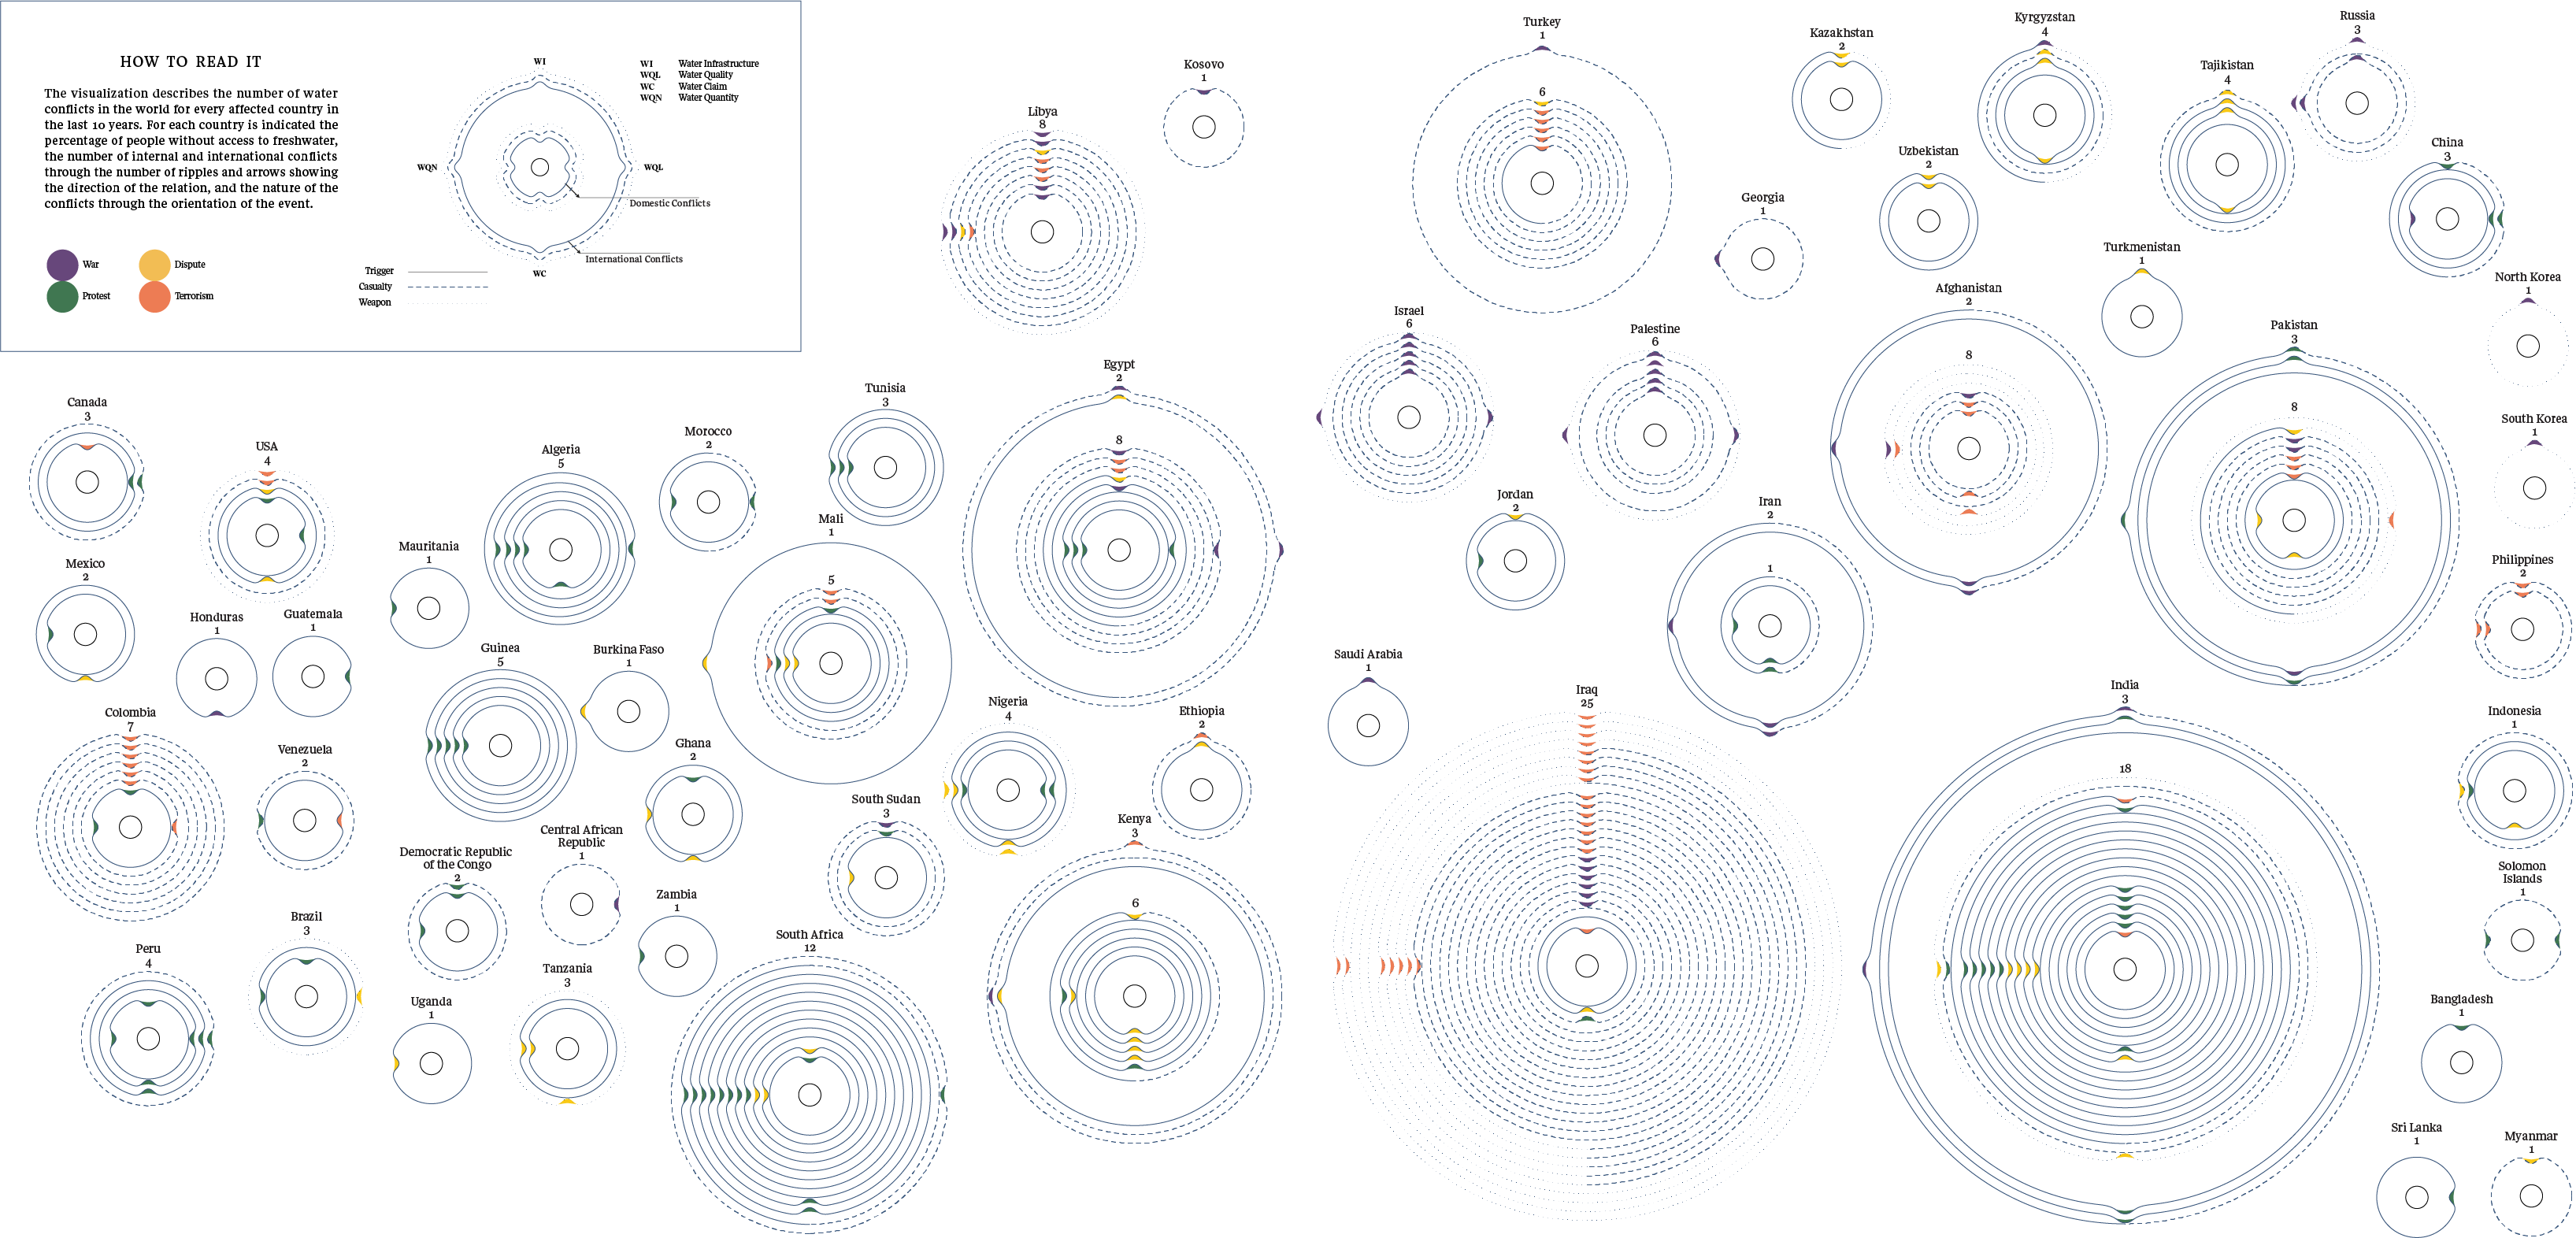 HOW TO READ IT
The visualization describes the number of water
conflicts in the world for every affected country in
the last 10 years. For each country is indicated the
percentage of people without access to freshwater,
the number of internal and international conflicts
through the number of ripples and arrows showing
the direction of the relation, and the nature of the
conflicts through the orientation of the event.
War
Dispute
Protest
Terrorism
WI
WQN
WQL
WC
Domestic Conflicts
International Conflicts
Trigger
Casualty
Weapon
WI Water Infrastructure
WQL Water Quality
WC Water Claim
WQN Water Quantity
Libya
8
Kosovo
1
Turkey
1
6
Kazakhstan
2
Kyrgyzstan
4
Russia
3
Tajikistan
4
China
3
Uzbekistan
2
Georgia
1
Turkmenistan
1
North Korea
1
Afghanistan
2
8
Israel
6
Palestine
6
Pakistan
3
8
South Korea
1
Canada
3
USA
4
Algeria
5
Morocco
2
Tunisia
3
Egypt
2
8
Jordan
2
Iran
2
1
Philippines
2
Mexico
2
Honduras
1
Guatemala
1
Mauritania
1
Mali
1
5
Guinea
5
Burkina Faso
1
Saudi Arabia
1
Iraq
25
India
3
18
Indonesia
1
Colombia
7
Venezuela
2
Ghana
2
Nigeria
4
Ethiopia
2
South Sudan
3
Kenya
3
6
Democratic Republic
of the Congo
2
Central African
Republic
1
Zambia
1
Solomon
Islands
1
Peru
4
Brazil
3
Uganda
1
Tanzania
3
South Africa
12
Bangladesh
1
Sri Lanka
1
Myanmar
1